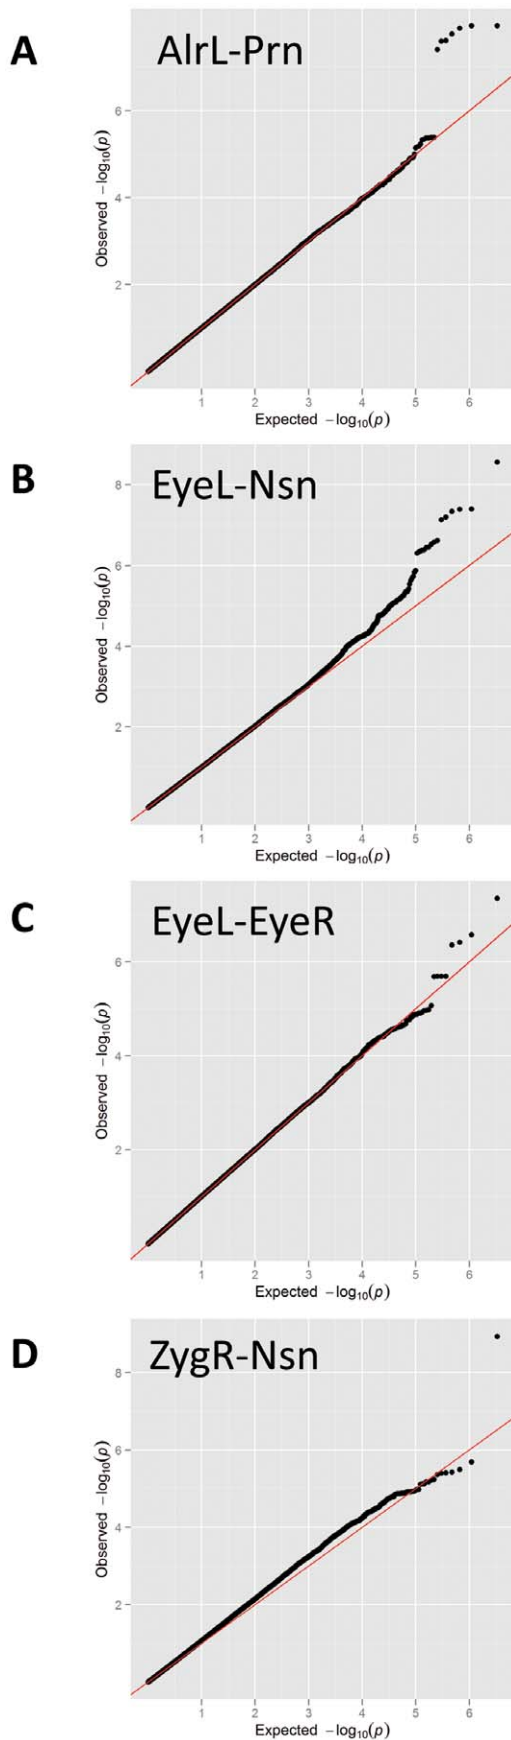 A
AlrL-Prn
6
4
2
Observed −log₁₀(p)
1 2 3 4 5 6
Expected −log₁₀(p)
B
EyeL-Nsn
8
6
4
2
Observed −log₁₀(p)
1 2 3 4 5 6
Expected −log₁₀(p)
C
EyeL-EyeR
6
4
2
Observed −log₁₀(p)
1 2 3 4 5 6
Expected −log₁₀(p)
D
ZygR-Nsn
8
6
4
2
Observed −log₁₀(p)
1 2 3 4 5 6
Expected −log₁₀(p)